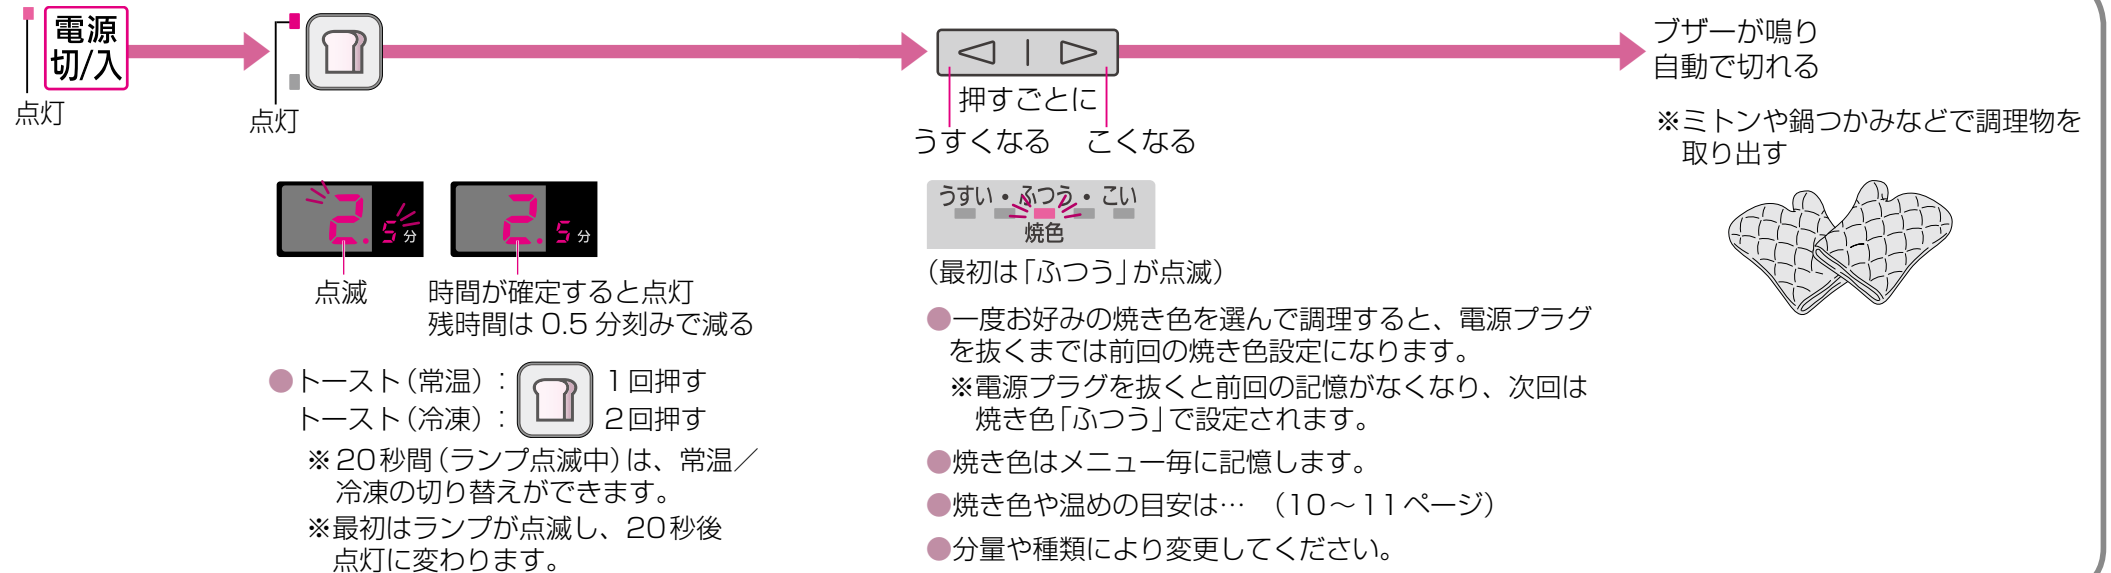 電源
切/入
点灯
点灯
2.5分
点滅
2.5分
時間が確定すると点灯
残時間は 0.5 分刻みで減る
●トースト(常温):1回押す
トースト(冷凍):2回押す
※20秒間(ランプ点滅中)は、常温／
冷凍の切り替えができます。
※最初はランプが点滅し、20秒後
点灯に変わります。
押すごとに
うすくなる こくなる
うすい・ふつう・こい
焼色
(最初は「ふつう」が点滅)
●一度お好みの焼き色を選んで調理すると、電源プラグ
を抜くまでは前回の焼き色設定になります。
※電源プラグを抜くと前回の記憶がなくなり、次回は
焼き色「ふつう」で設定されます。
●焼き色はメニュー毎に記憶します。
●焼き色や温めの目安は… (10～11ページ)
●分量や種類により変更してください。
ブザーが鳴り
自動で切れる
※ミトンや鍋つかみなどで調理物を
取り出す